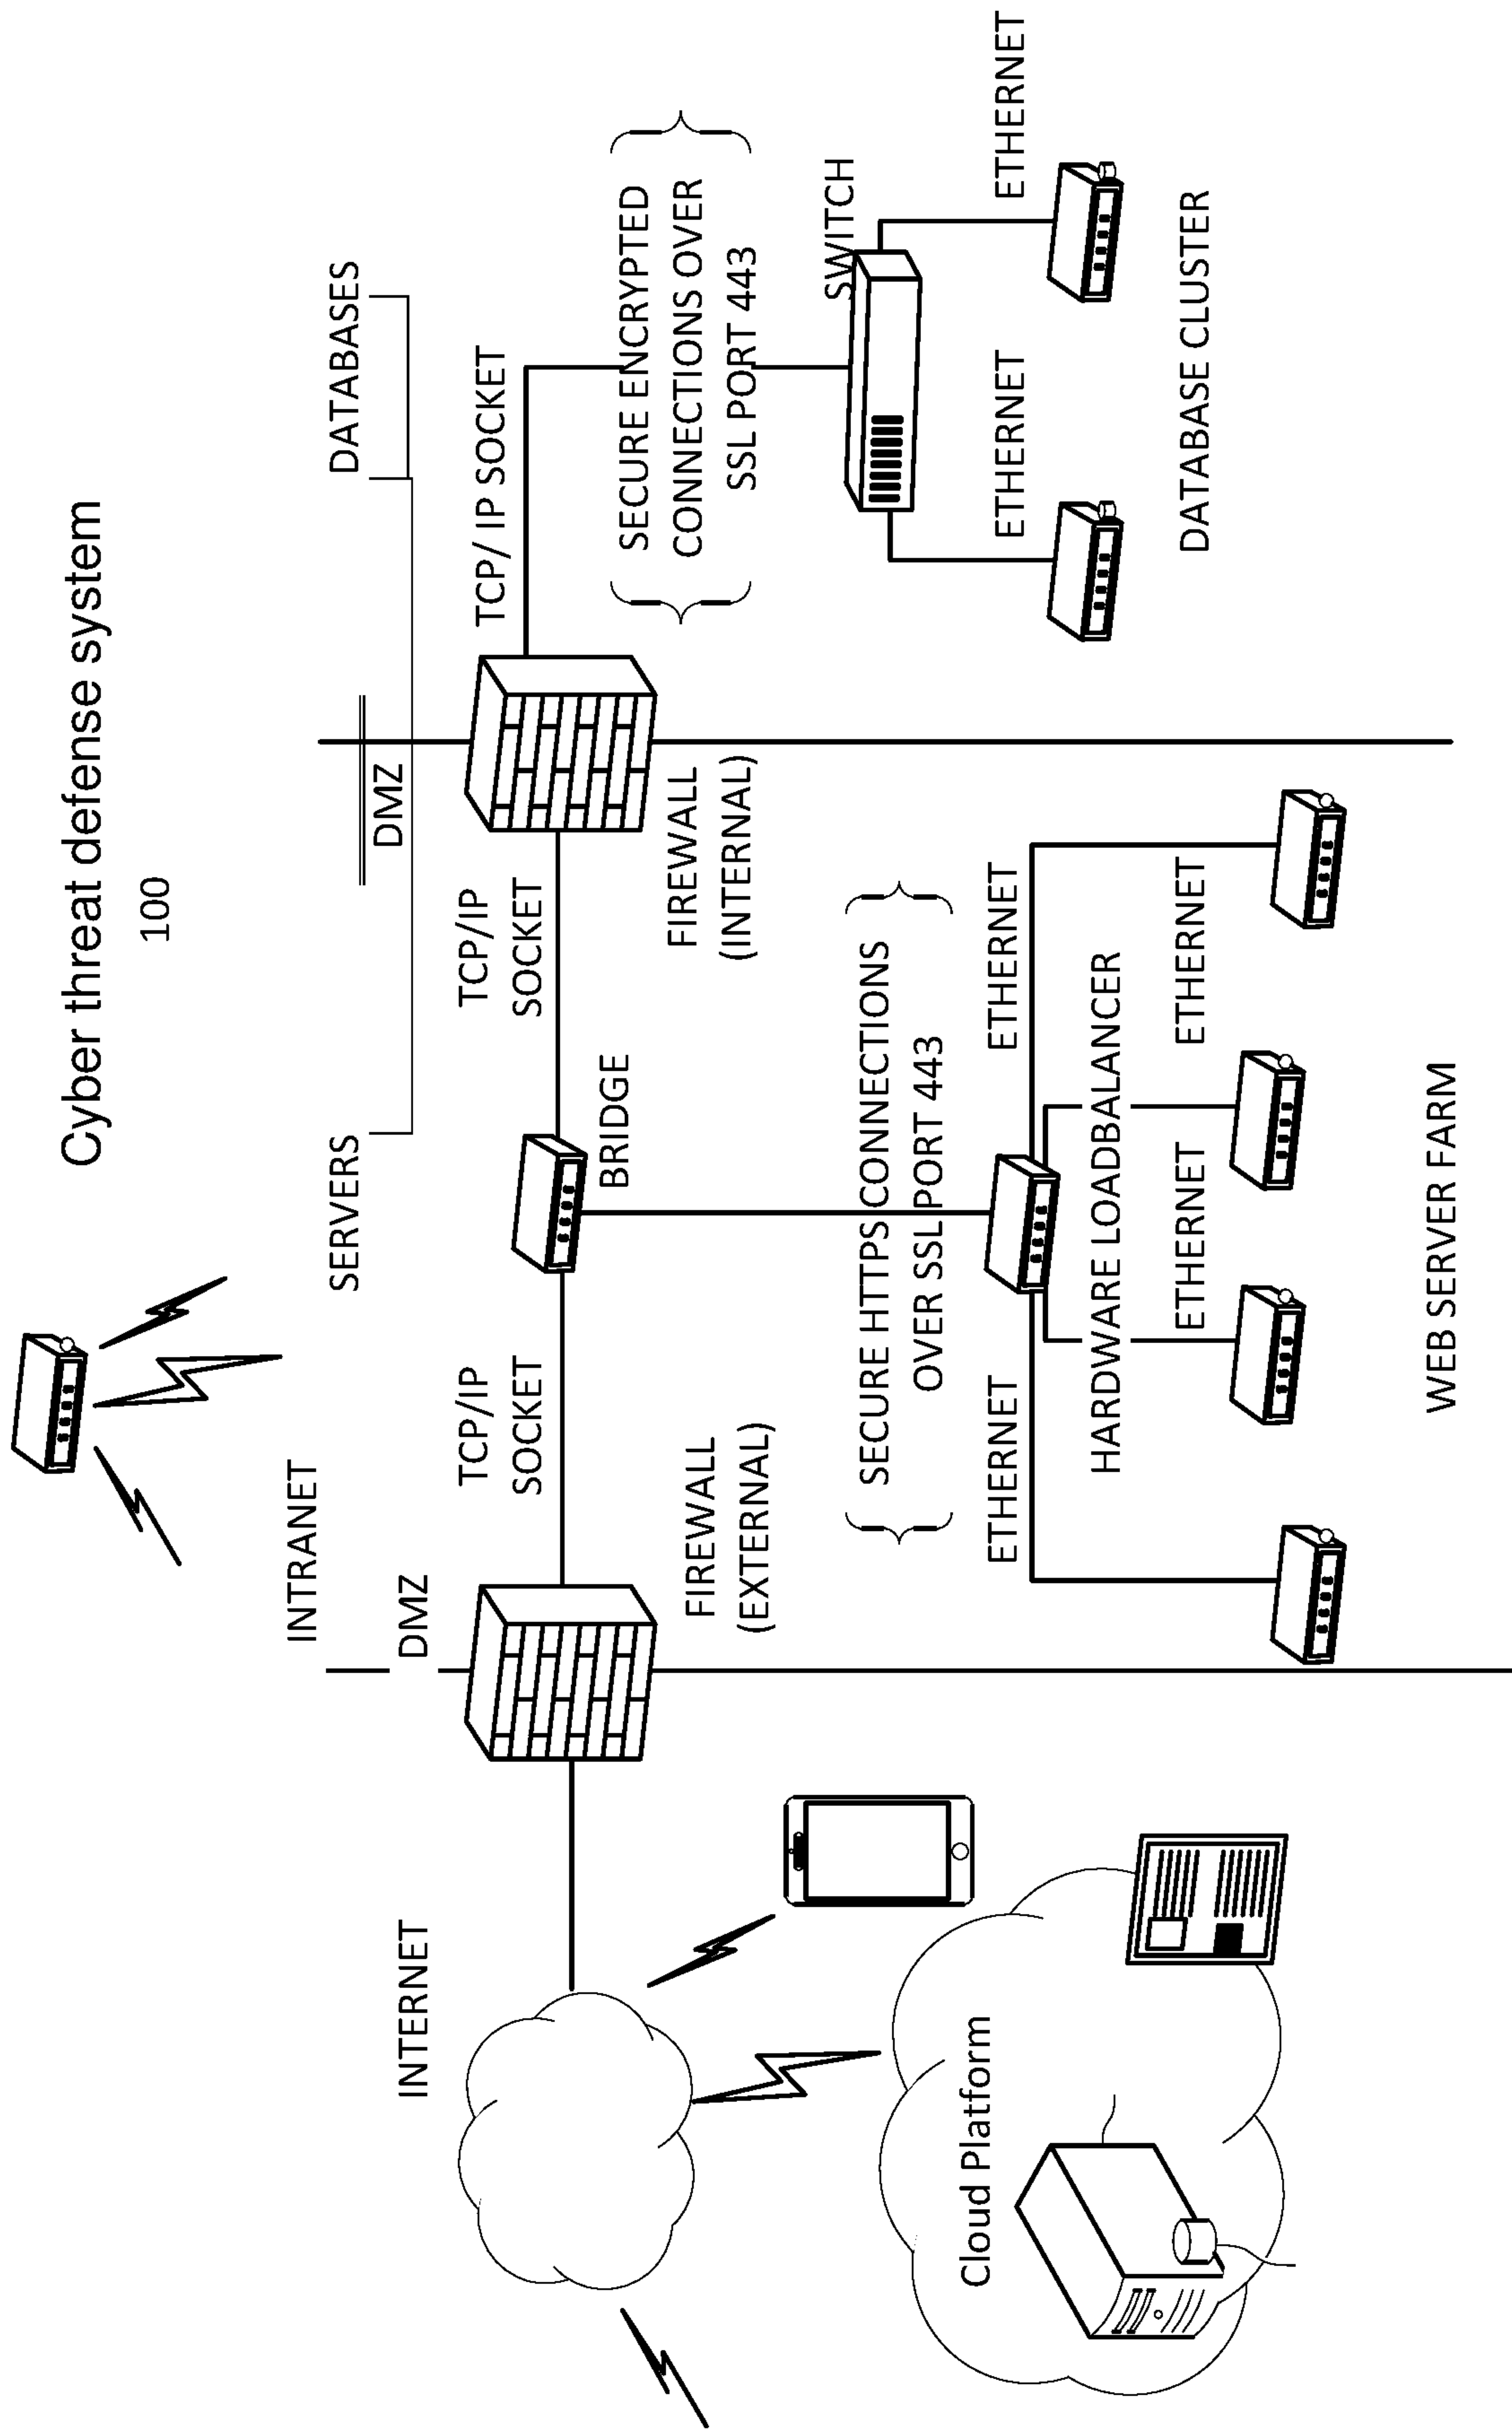 Cyber threat defense system
100
INTRANET
SERVERS
DATABASES
INTERNET
DMZ
DMZ
TCP/IP
SOCKET
TCP/IP
SOCKET
TCP/ IP SOCKET
BRIDGE
FIREWALL
(EXTERNAL)
FIREWALL
(INTERNAL)
SECURE ENCRYPTED
CONNECTIONS OVER
SSL PORT 443
SWITCH
SECURE HTTPS CONNECTIONS
OVER SSL PORT 443
Cloud Platform
ETHERNET
ETHERNET
ETHERNET
ETHERNET
HARDWARE LOADBALANCER
ETHERNET
ETHERNET
DATABASE CLUSTER
WEB SERVER FARM